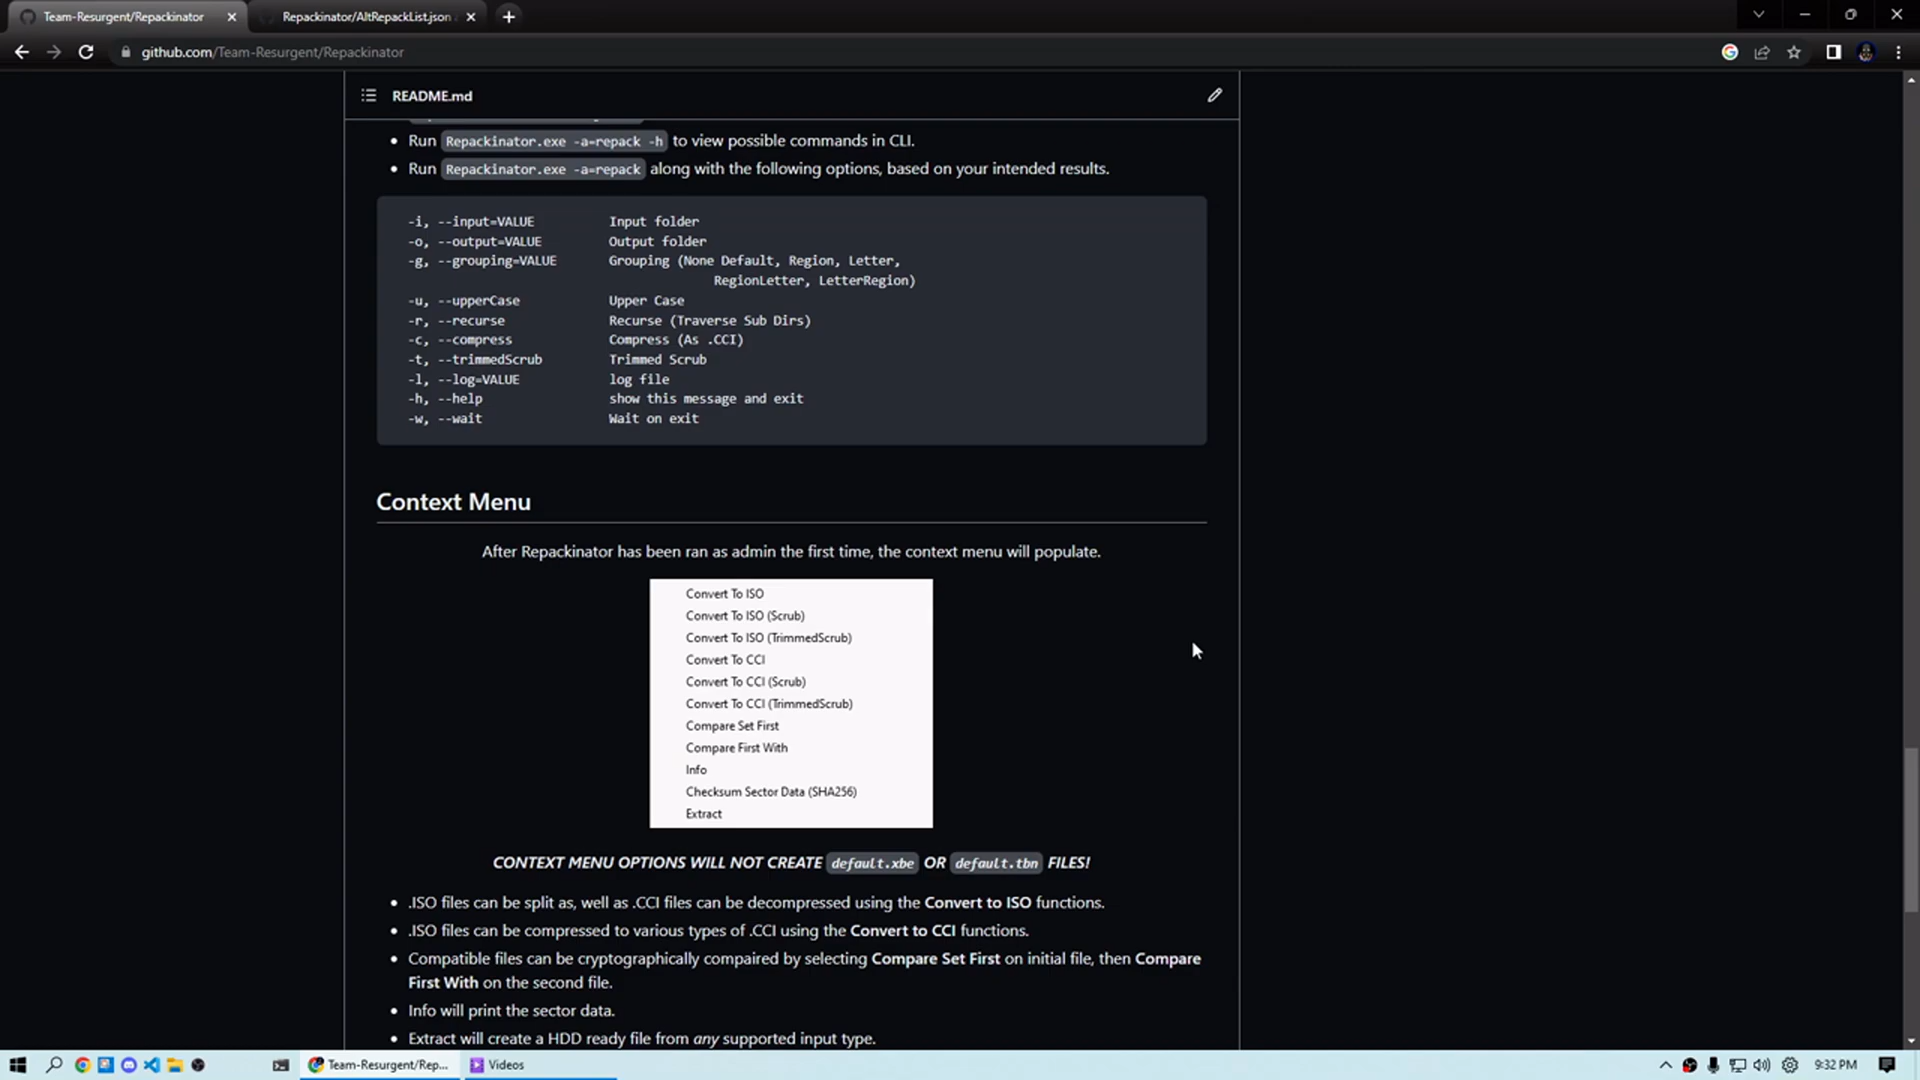 Team-Resurgent/Repackinator
Repackinator/AltRepackList.json
github.com/Team-Resurgent/Repackinator
README.md
• Run Repackinator.exe -a=repack -h to view possible commands in CLI.
• Run Repackinator.exe -a=repack along with the following options, based on your intended results.
-i, --input=VALUE Input folder
-o, --output=VALUE Output folder
-g, --grouping=VALUE Grouping (None Default, Region, Letter,
RegionLetter, LetterRegion)
-u, --upperCase Upper Case
-r, --recurse Recurse (Traverse Sub Dirs)
-c, --compress Compress (As .CCI)
-t, --trimmedScrub Trimmed Scrub
-l, --log=VALUE log file
-h, --help show this message and exit
-w, --wait Wait on exit
Context Menu
After Repackinator has been ran as admin the first time, the context menu will populate.
Convert To ISO
Convert To ISO (Scrub)
Convert To ISO (TrimmedScrub)
Convert To CCI
Convert To CCI (Scrub)
Convert To CCI (TrimmedScrub)
Compare Set First
Compare First With
Info
Checksum Sector Data (SHA256)
Extract
CONTEXT MENU OPTIONS WILL NOT CREATE default.xbe OR default.tbn FILES!
• .ISO files can be split as, well as .CCI files can be decompressed using the Convert to ISO functions.
• .ISO files can be compressed to various types of .CCI using the Convert to CCI functions.
• Compatible files can be cryptographically compaired by selecting Compare Set First on initial file, then Compare
First With on the second file.
• Info will print the sector data.
• Extract will create a HDD ready file from any supported input type.
Team-Resurgent/Rep...
Videos
9:32 PM